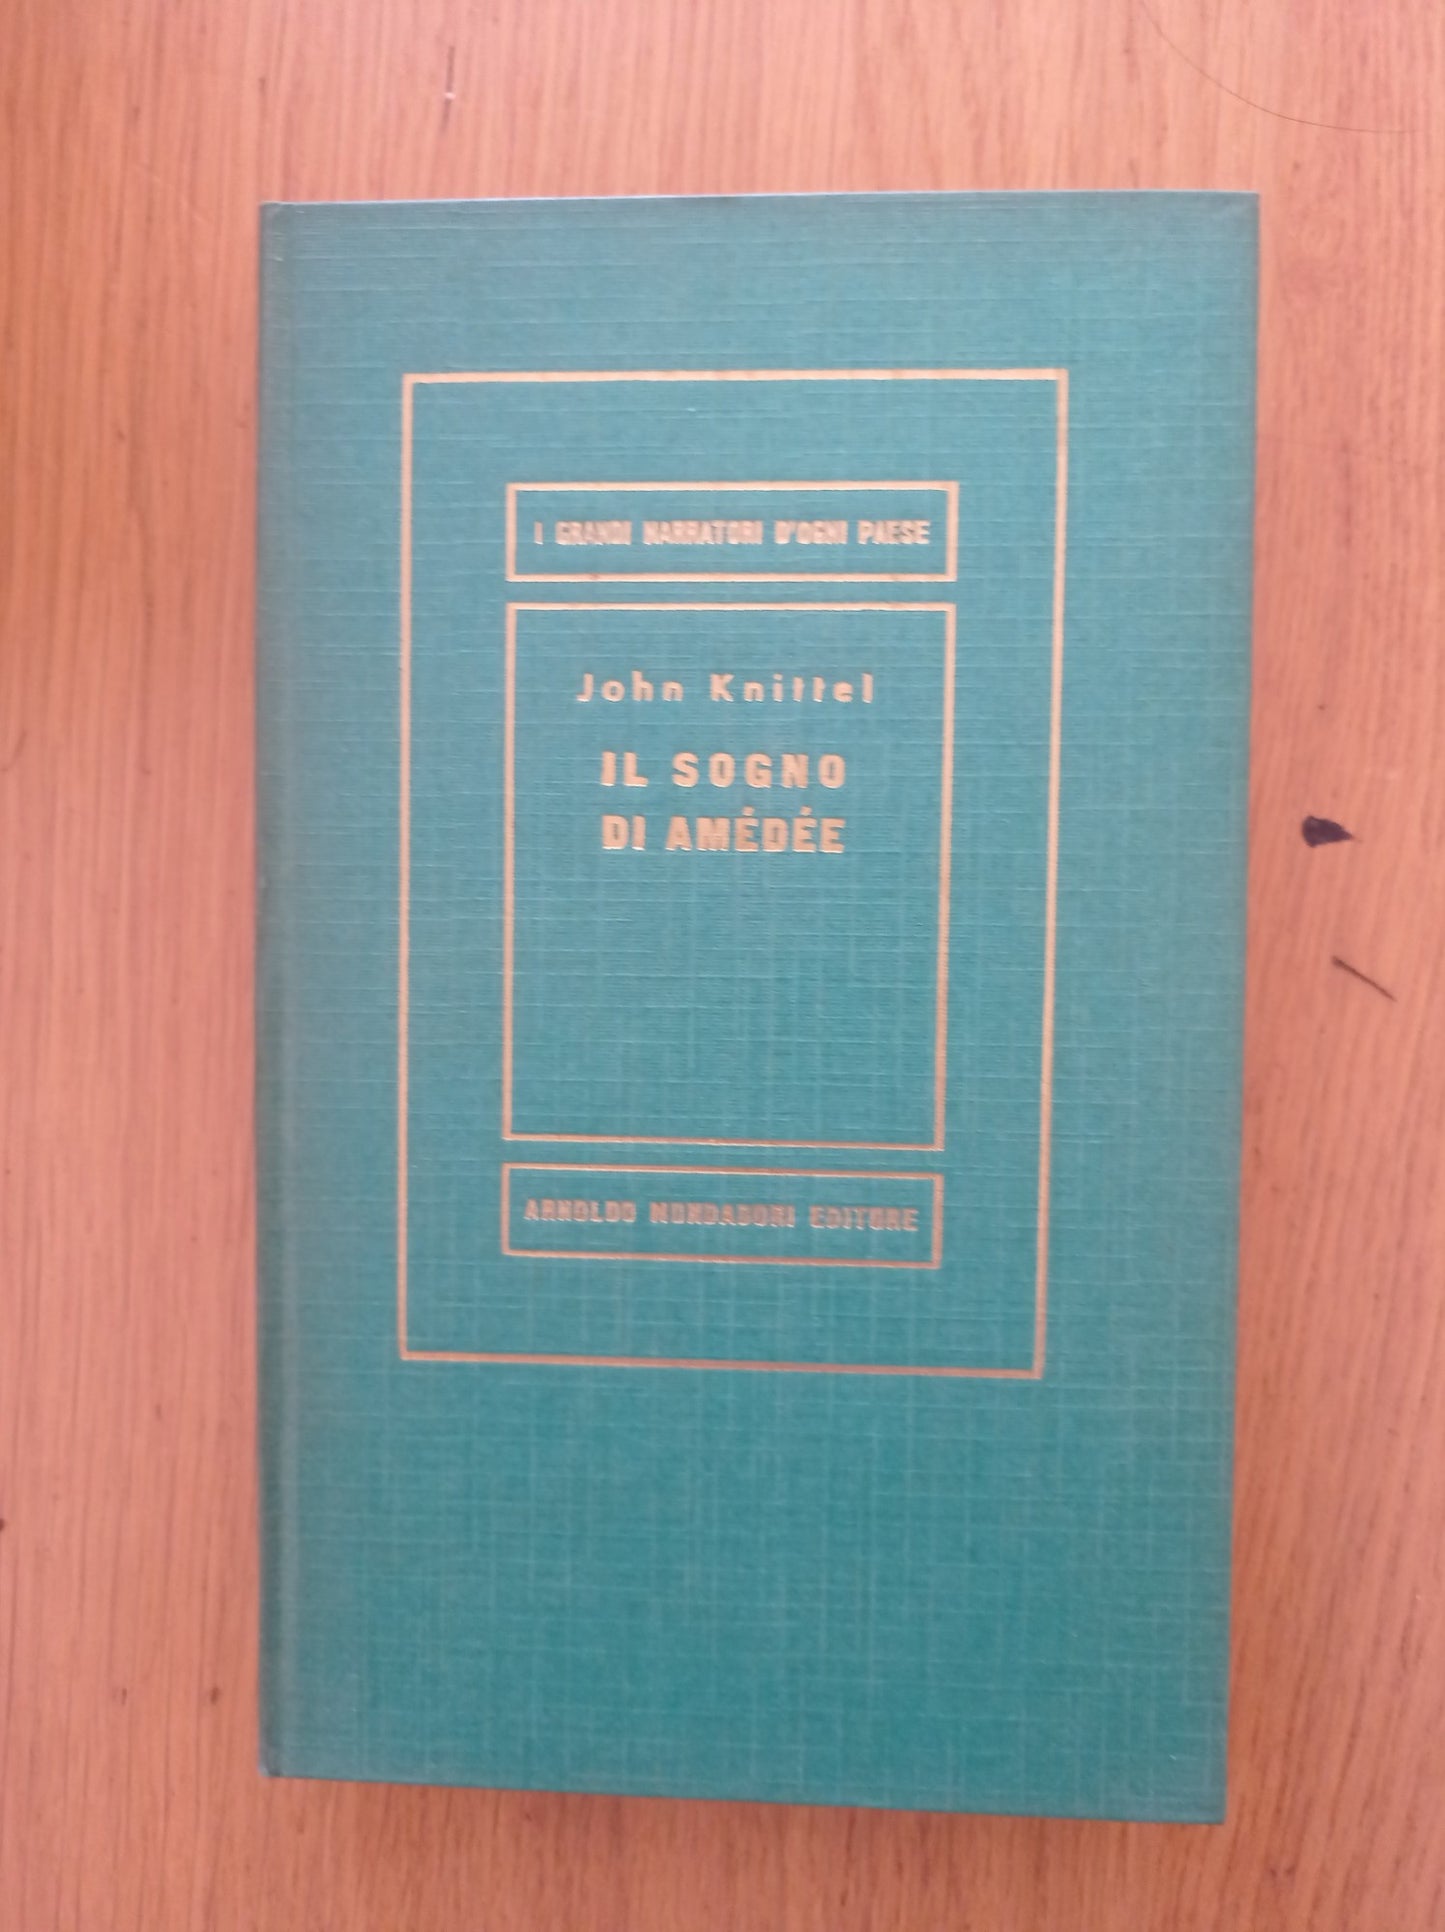 I GRANDI NARRATORI D'OGNI PAESE
John Knittel
IL SOGNO
DI AMÉDÉE
ARNOLDO MONDADORI EDITORE